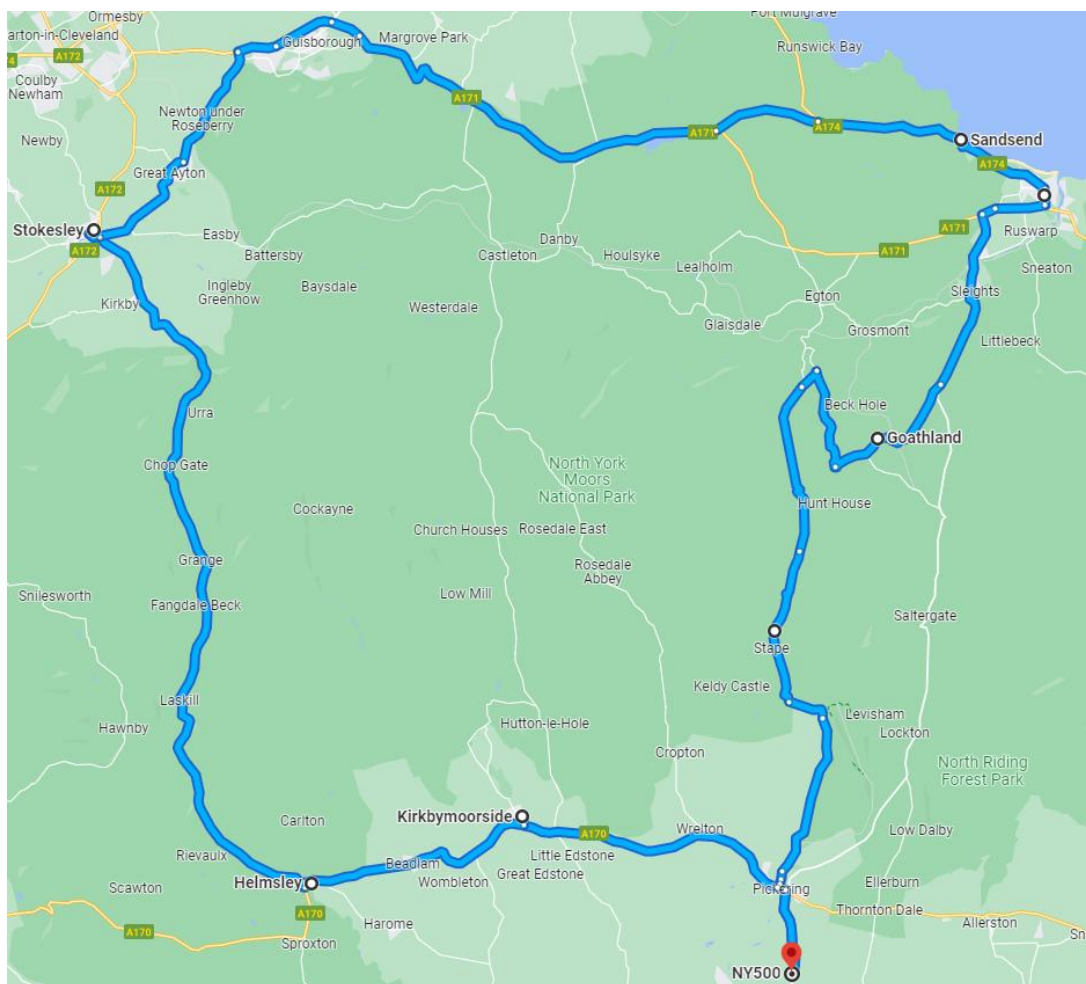 Ormesby
Port Mulgrave
arton-in-Cleveland
A172
74
Guisborough
Margrove Park
Runswick Bay
Coulby
Newham
A171
Newton under
Roseberry
Newby
A171
A174
Sandsend
A174
Great Ayton
A172
Stokesley
A172
Easby
Battersby
Danby
Castleton
Houlsyke
Lealholm
A171
A171
Ruswarp
Sneaton
Kirkby
Ingleby
Greenhow
Baysdale
Westerdale
Egton
Sleights
Glaisdale
Grosmont
Littlebeck
Urra
Beck Hole
Goathland
Chop Gate
North York
Moors
National Park
Hunt House
Cockayne
Church Houses
Rosedale East
Grange
Rosedale
Abbey
Snilesworth
Fangdale Beck
Low Mill
Saltergate
Stape
Laskill
Keldy Castle
Levisham
Hawnby
Hutton-le-Hole
Lockton
Cropton
North Riding
Forest Park
Carlton
Kirkbymoorside
A170
Wrelton
Low Dalby
Rievaulx
Beadlam
Little Edstone
Scawton
Helmsley
Wombleton
Great Edstone
Pickering
Ellerburn
Thornton Dale
A170
A170
Harome
Allerston
Sn
Sproxton
NY500